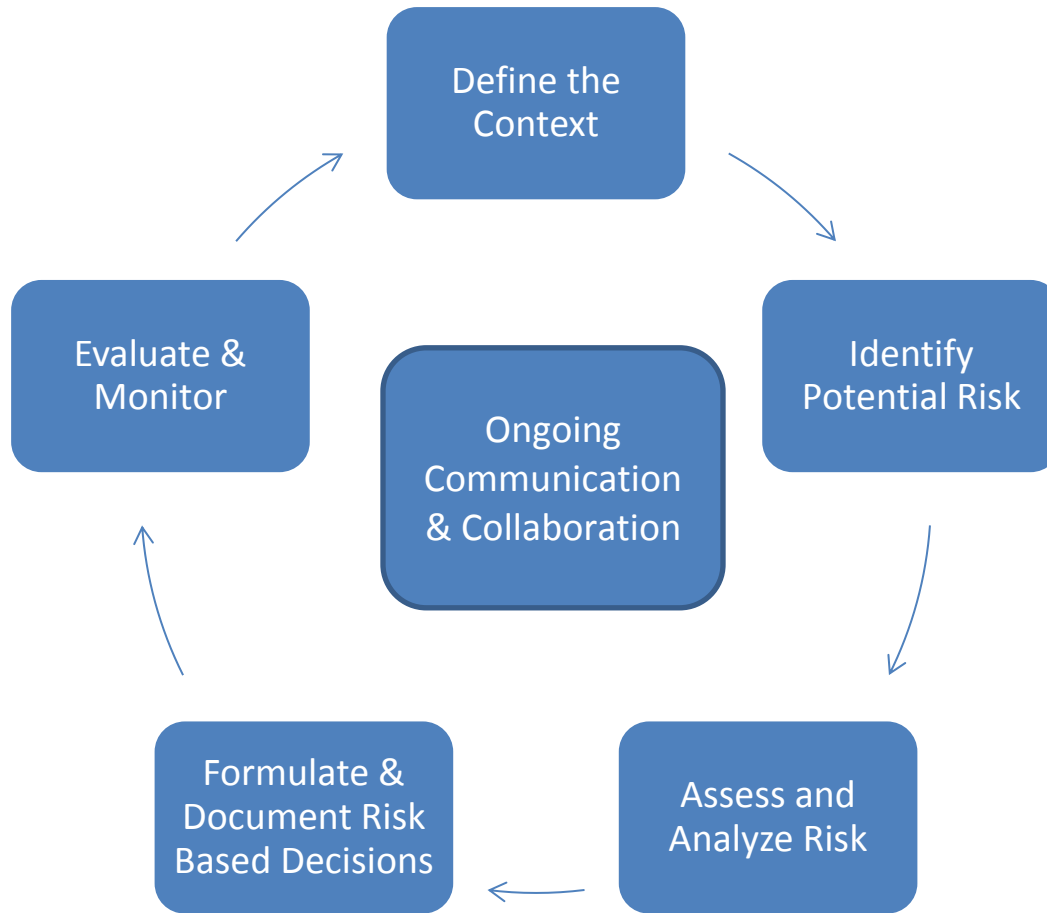 Define the
Context
Identify
Potential Risk
Assess and
Analyze Risk
Formulate &
Document Risk
Based Decisions
Evaluate &
Monitor
Ongoing
Communication
& Collaboration